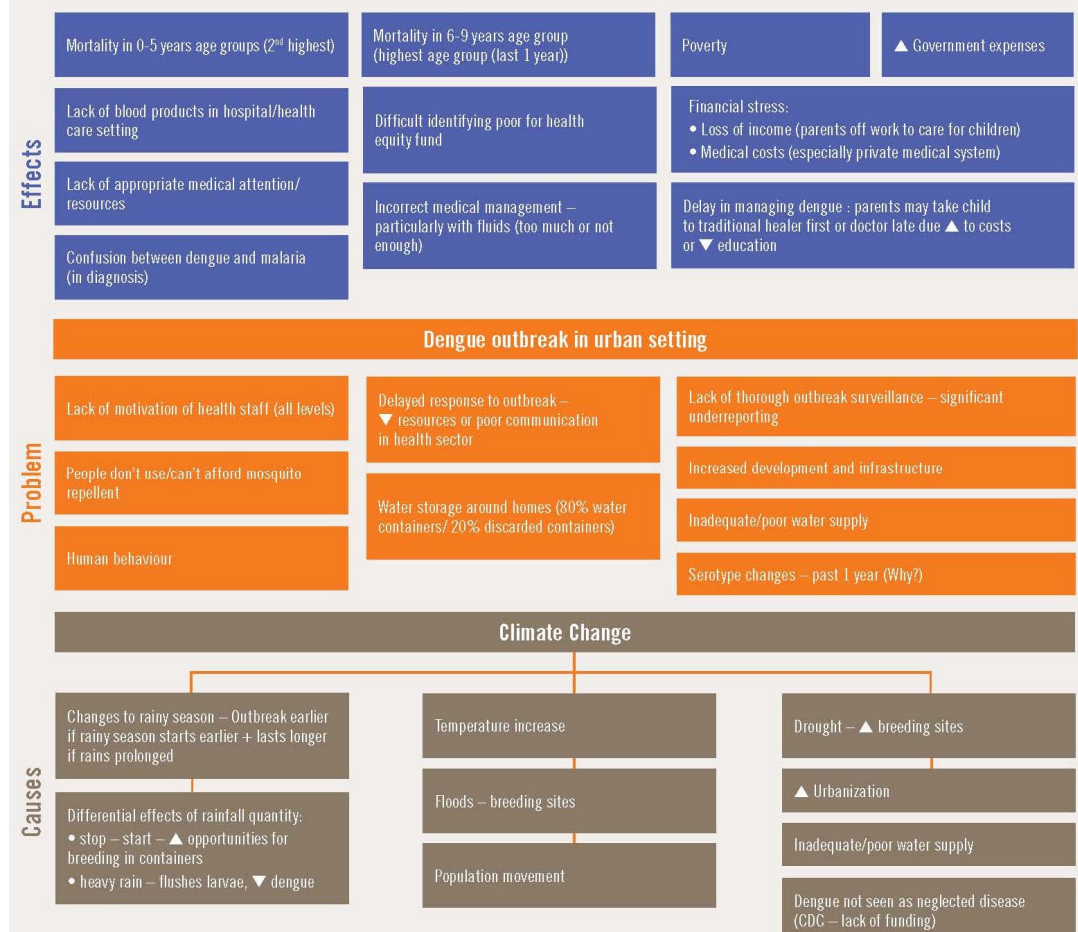 Effects
Mortality in 0-5 years age groups (2nd highest)
Mortality in 6-9 years age group
(highest age group (last 1 year))
Poverty
▲ Government expenses
Lack of blood products in hospital/health
care setting
Difficult identifying poor for health
equity fund
Financial stress:
• Loss of income (parents off work to care for children)
• Medical costs (especially private medical system)
Lack of appropriate medical attention/
resources
Incorrect medical management –
particularly with fluids (too much or not
enough)
Delay in managing dengue : parents may take child
to traditional healer first or doctor late due ▲ to costs
or ▼ education
Confusion between dengue and malaria
(in diagnosis)
Problem
Dengue outbreak in urban setting
Lack of motivation of health staff (all levels)
Delayed response to outbreak –
▼ resources or poor communication
in health sector
Lack of thorough outbreak surveillance – significant
underreporting
People don't use/can't afford mosquito
repellent
Increased development and infrastructure
Water storage around homes (80% water
containers/ 20% discarded containers)
Inadequate/poor water supply
Human behaviour
Serotype changes – past 1 year (Why?)
Causes
Climate Change
Changes to rainy season – Outbreak earlier
if rainy season starts earlier + lasts longer
if rains prolonged
Temperature increase
Drought – ▲ breeding sites
Differential effects of rainfall quantity:
• stop – start – ▲ opportunities for
breeding in containers
• heavy rain – flushes larvae, ▼ dengue
Floods – breeding sites
▲ Urbanization
Population movement
Inadequate/poor water supply
Dengue not seen as neglected disease
(CDC – lack of funding)